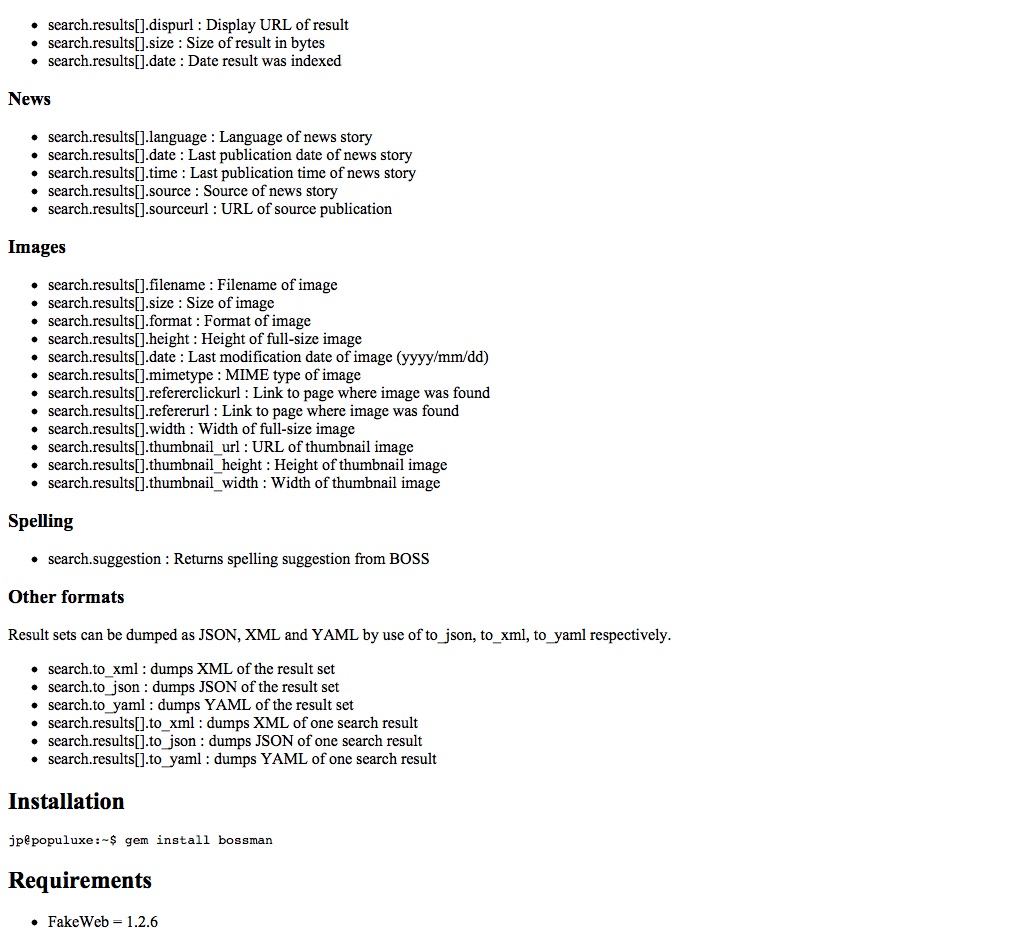 search.results[].dispurl : Display URL of result
search.results[].size : Size of result in bytes
search.results[].date : Date result was indexed
News
search.results[].language : Language of news story
search.results[].date : Last publication date of news story
search.results[].time : Last publication time of news story
search.results[].source : Source of news story
search.results[].sourceurl : URL of source publication
Images
search.results[].filename : Filename of image
search.results[].size : Size of image
search.results[].format : Format of image
search.results[].height : Height of full-size image
search.results[].date : Last modification date of image (yyyy/mm/dd)
search.results[].mimetype : MIME type of image
search.results[].refererclickurl : Link to page where image was found
search.results[].refererurl : Link to page where image was found
search.results[].width : Width of full-size image
search.results[].thumbnail_url : URL of thumbnail image
search.results[].thumbnail_height : Height of thumbnail image
search.results[].thumbnail_width : Width of thumbnail image
Spelling
search.suggestion : Returns spelling suggestion from BOSS
Other formats
Result sets can be dumped as JSON, XML and YAML by use of to_json, to_xml, to_yaml respectively.
search.to_xml : dumps XML of the result set
search.to_json : dumps JSON of the result set
search.to_yaml : dumps YAML of the result set
search.results[].to_xml : dumps XML of one search result
search.results[].to_json : dumps JSON of one search result
search.results[].to_yaml : dumps YAML of one search result
Installation
jp@populuxe:~$ gem install bossman
Requirements
FakeWeb = 1.2.6